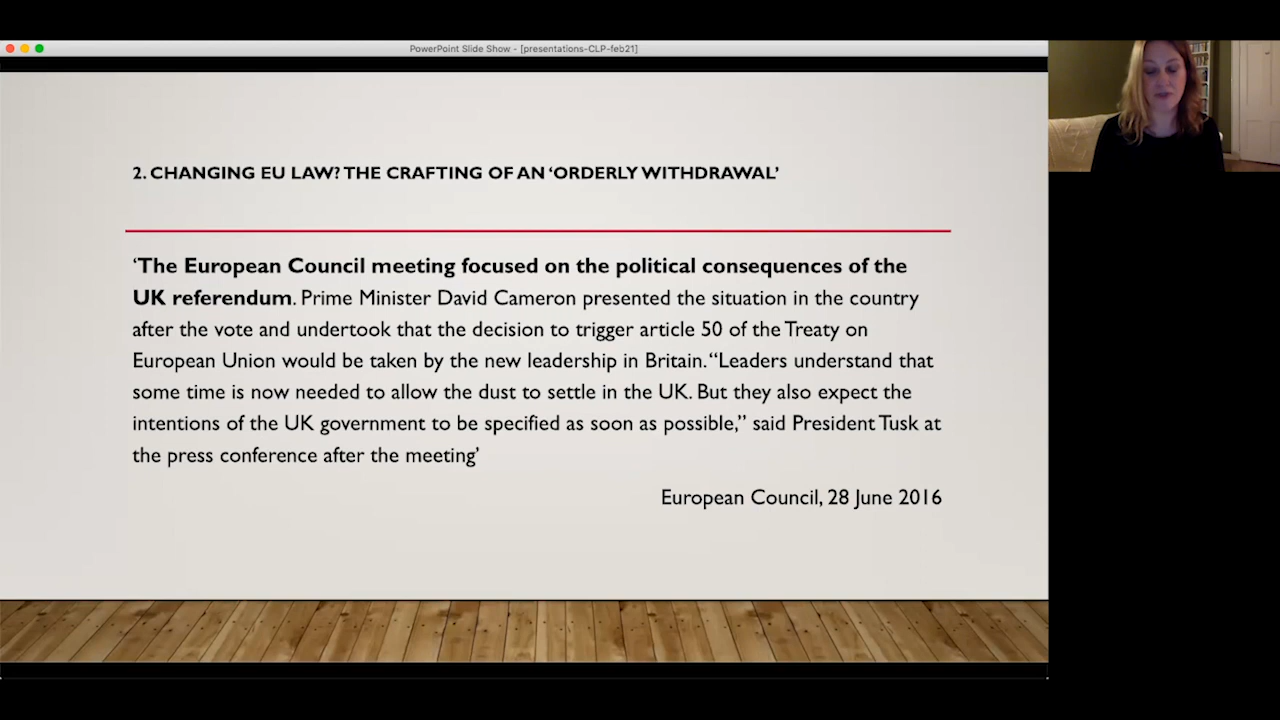 PowerPoint Slide Show - [presentations-CLP-feb21]
2. CHANGING EU LAW? THE CRAFTING OF AN ‘ORDERLY WITHDRAWAL’
‘The European Council meeting focused on the political consequences of the
UK referendum. Prime Minister David Cameron presented the situation in the country
after the vote and undertook that the decision to trigger article 50 of the Treaty on
European Union would be taken by the new leadership in Britain. “Leaders understand that
some time is now needed to allow the dust to settle in the UK. But they also expect the
intentions of the UK government to be specified as soon as possible,” said President Tusk at
the press conference after the meeting’
European Council, 28 June 2016